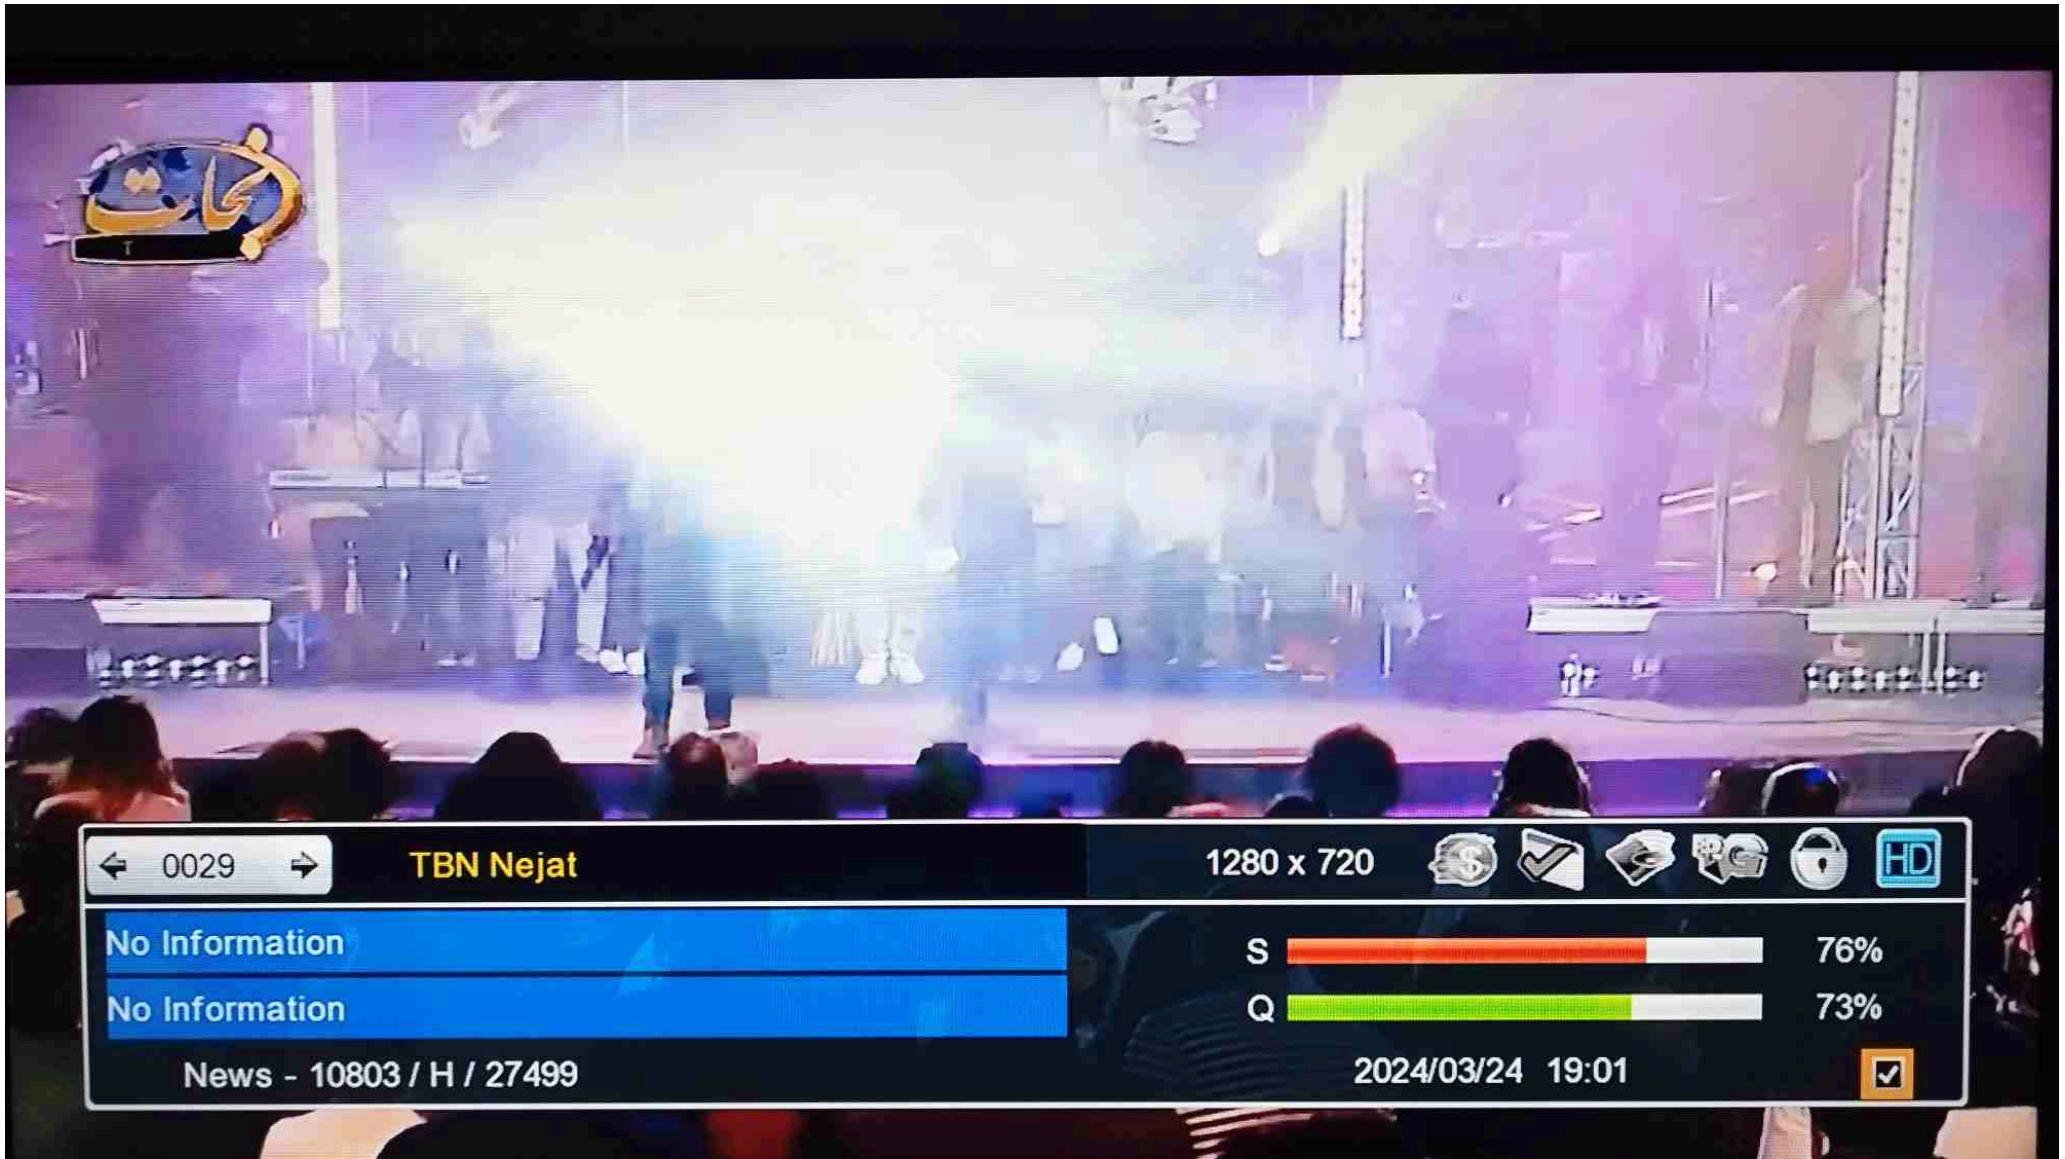 نجات
0029
TBN Nejat
1280 x 720
$
EPG
HD
No Information
No Information
S
76%
Q
73%
News - 10803 / H / 27499
2024/03/24 19:01